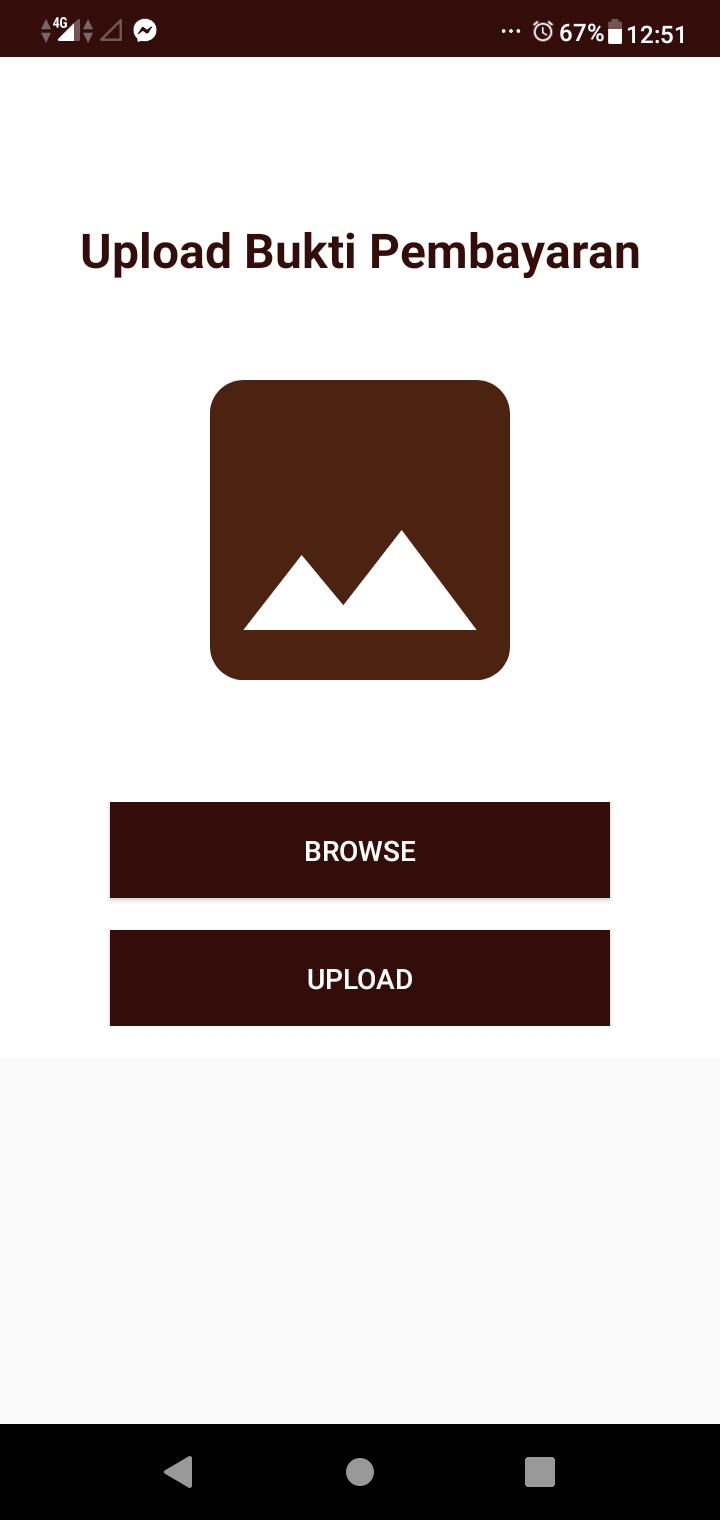 4G 67% 12:51
Upload Bukti Pembayaran
BROWSE
UPLOAD